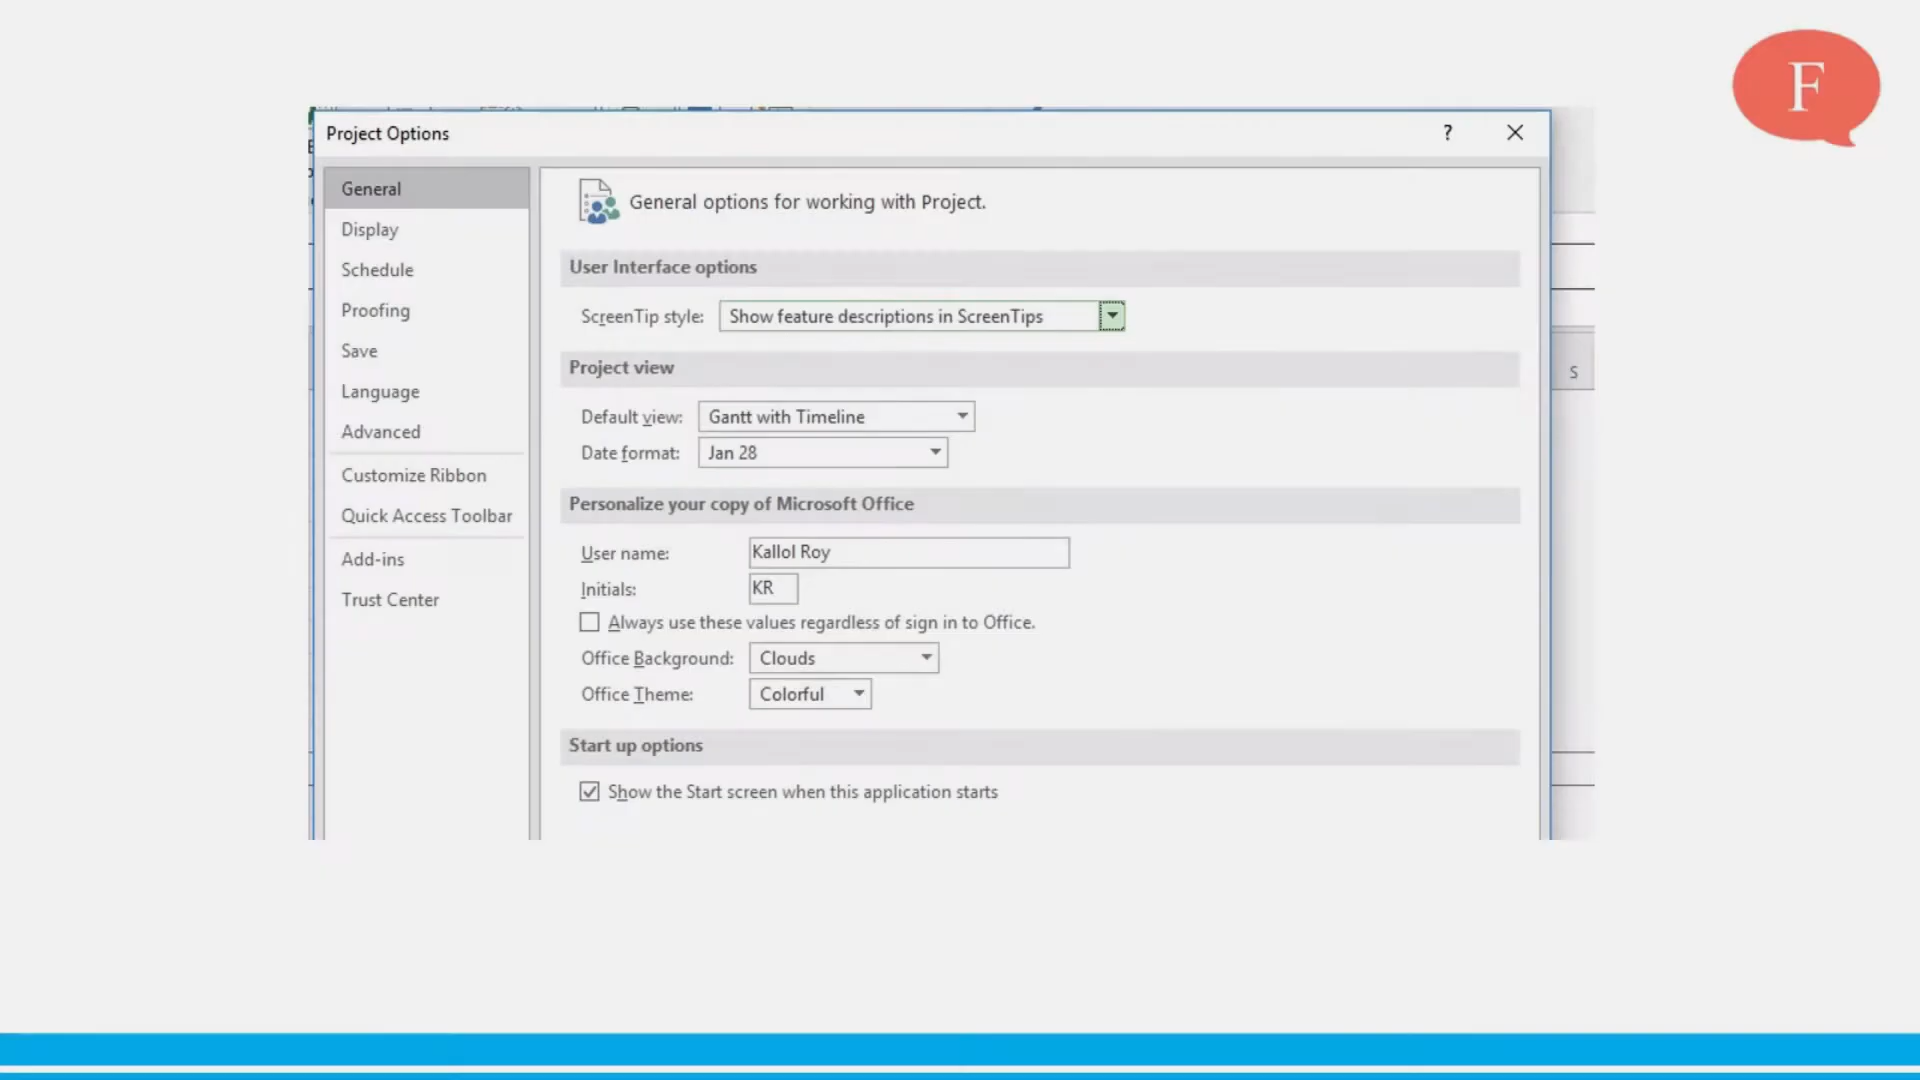 F
Project Options
?
General
Display
Schedule
Proofing
Save
Language
Advanced
Customize Ribbon
Quick Access Toolbar
Add-ins
Trust Center
General options for working with Project.
User Interface options
ScreenTip style: Show feature descriptions in ScreenTips
Project view
Default view: Gantt with Timeline
Date format: Jan 28
Personalize your copy of Microsoft Office
User name: Kallol Roy
Initials: KR
Always use these values regardless of sign in to Office.
Office Background: Clouds
Office Theme: Colorful
Start up options
Show the Start screen when this application starts
S